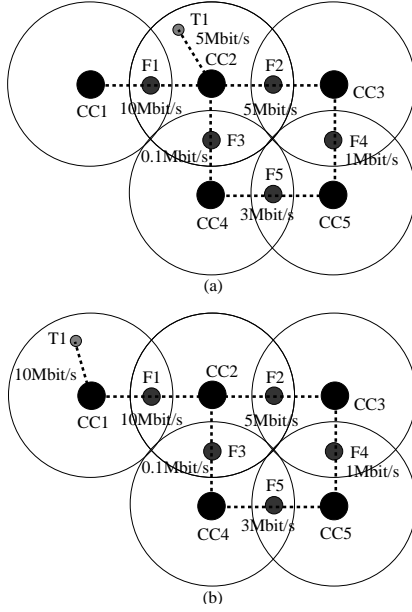 T1
5Mbit/s
F1
CC2
F2
CC1
10Mbit/s
5Mbit/s
CC3
F3
F4
0.1Mbit/s
1Mbit/s
F5
3Mbit/s
CC4
CC5
(a)
T1
10Mbit/s
F1
CC2
F2
CC1
10Mbit/s
5Mbit/s
CC3
F3
F4
0.1Mbit/s
1Mbit/s
F5
3Mbit/s
CC4
CC5
(b)